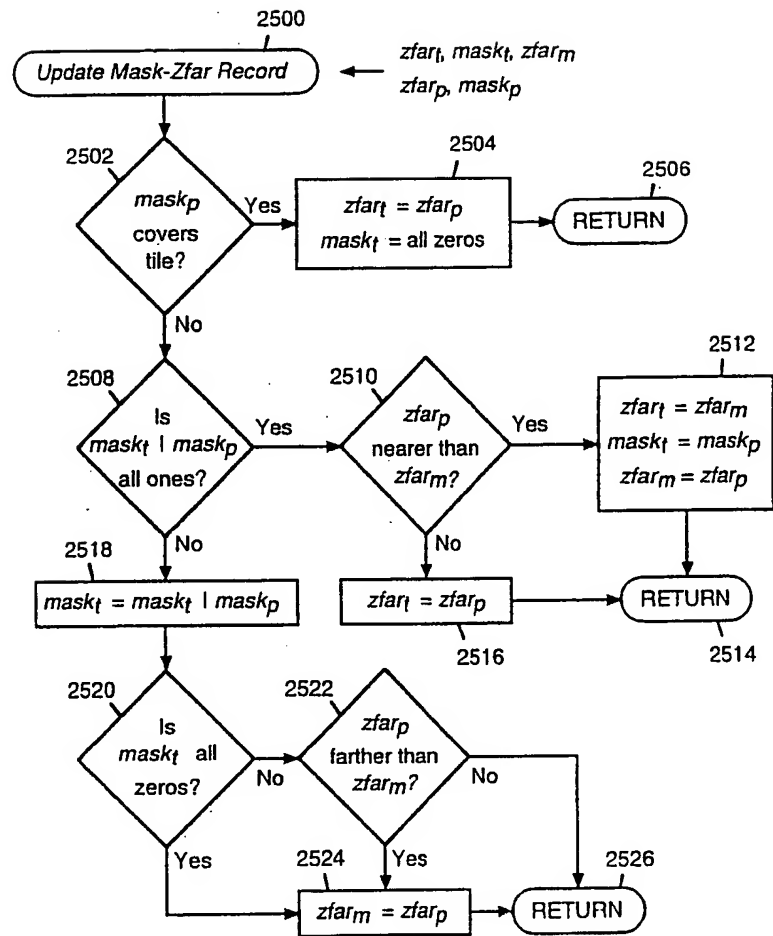 2500
Update Mask-Zfar Record
zfart, maskt, zfarm
zfarp, maskp
2502
maskp
covers
tile?
Yes
No
2504
zfart = zfarp
maskt = all zeros
2506
RETURN
2508
Is
maskt | maskp
all ones?
Yes
No
2510
zfarp
nearer than
zfarm?
Yes
No
2512
zfart = zfarm
maskt = maskp
zfarm = zfarp
2518
maskt = maskt | maskp
zfart = zfarp
2516
RETURN
2514
2520
Is
maskt all
zeros?
No
Yes
2522
zfarp
farther than
zfarm?
No
Yes
2524
zfarm = zfarp
2526
RETURN